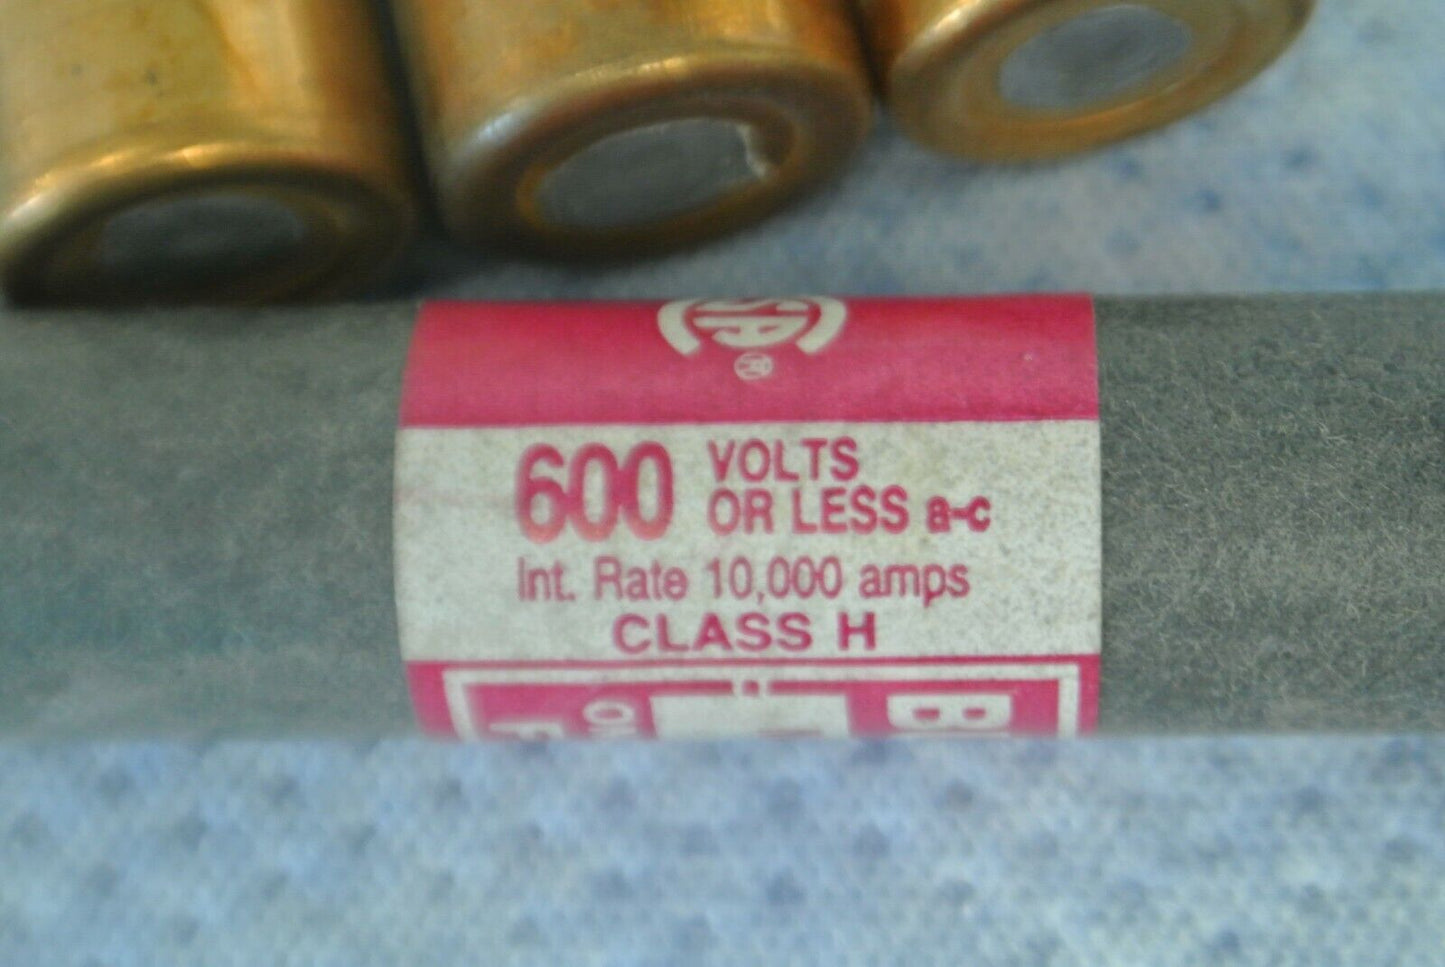 ®
600 VOLTS
OR LESS a-c
Int. Rate 10,000 amps
CLASS H